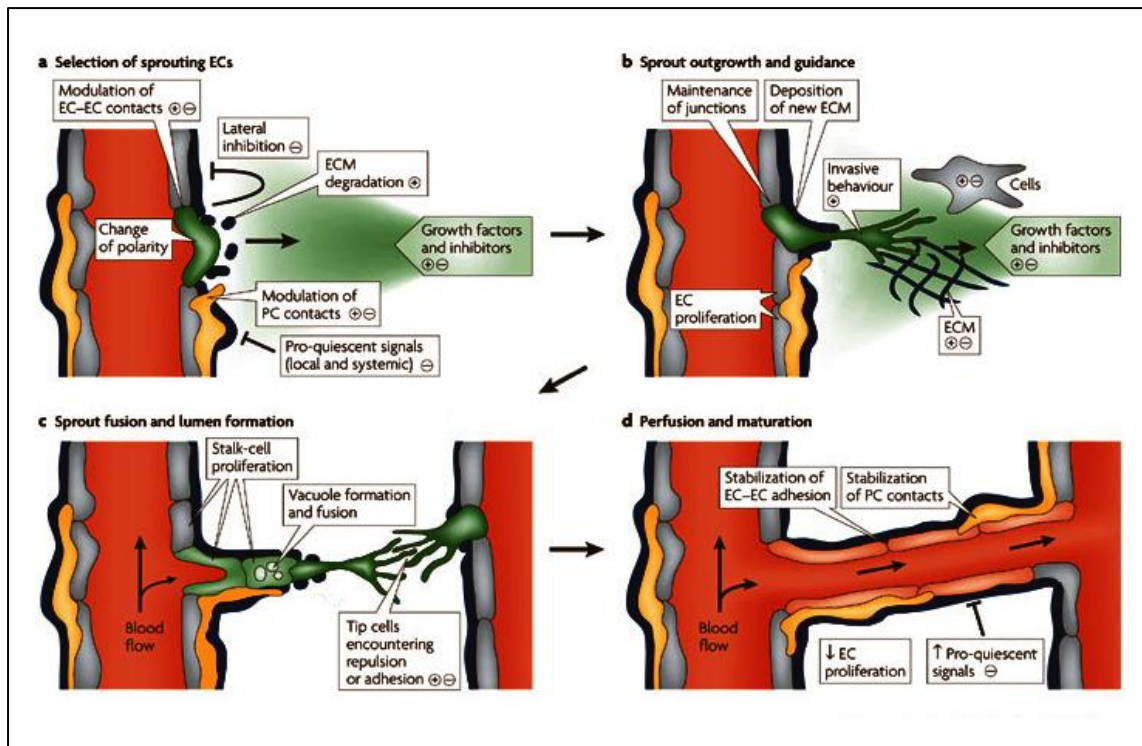 a Selection of sprouting ECs
Modulation of
EC–EC contacts ⊕⊖
Lateral
inhibition ⊖
ECM
degradation ⊕
Change
of polarity
Growth factors
and inhibitors
⊕⊖
Modulation of
PC contacts ⊕⊖
Pro-quiescent signals
(local and systemic) ⊖
b Sprout outgrowth and guidance
Maintenance
of junctions
Deposition
of new ECM
Invasive
behaviour
⊕
⊕⊖
Cells
Growth factors
and inhibitors
⊕⊖
EC
proliferation
ECM
⊕⊖
c Sprout fusion and lumen formation
Stalk-cell
proliferation
Vacuole formation
and fusion
Blood
flow
Tip cells
encountering
repulsion
or adhesion ⊕⊖
d Perfusion and maturation
Stabilization of
EC–EC adhesion
Stabilization
of PC contacts
Blood
flow
↓ EC
proliferation
↑ Pro-quiescent
signals ⊖